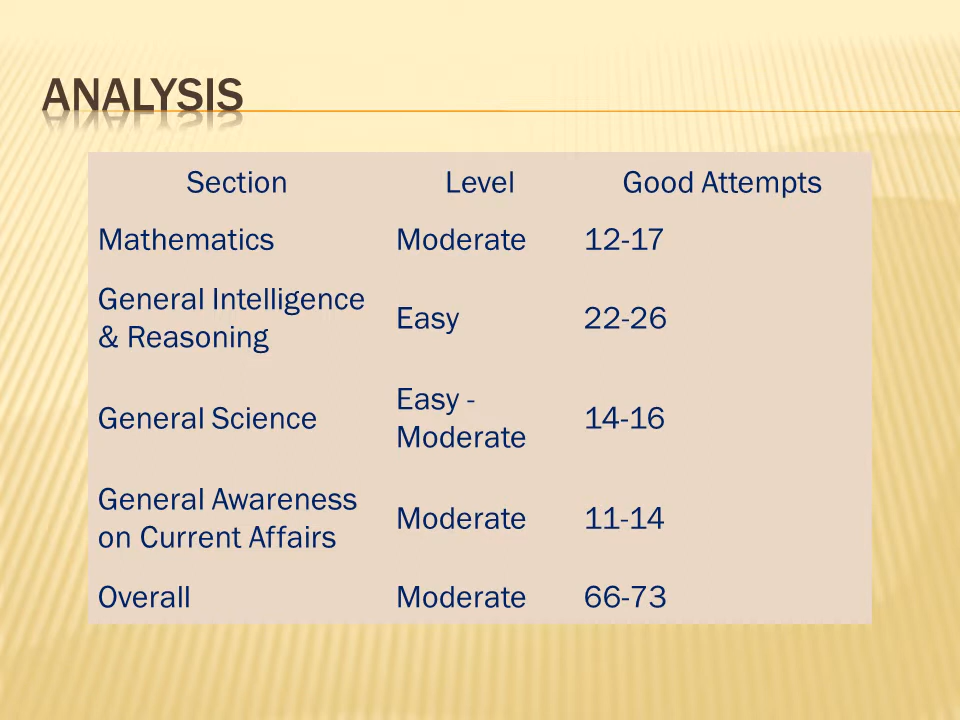 ANALYSIS
Section Level Good Attempts
Mathematics Moderate 12-17
General Intelligence
& Reasoning
Easy 22-26
General Science
Easy -
Moderate
14-16
General Awareness
on Current Affairs
Moderate 11-14
Overall Moderate 66-73